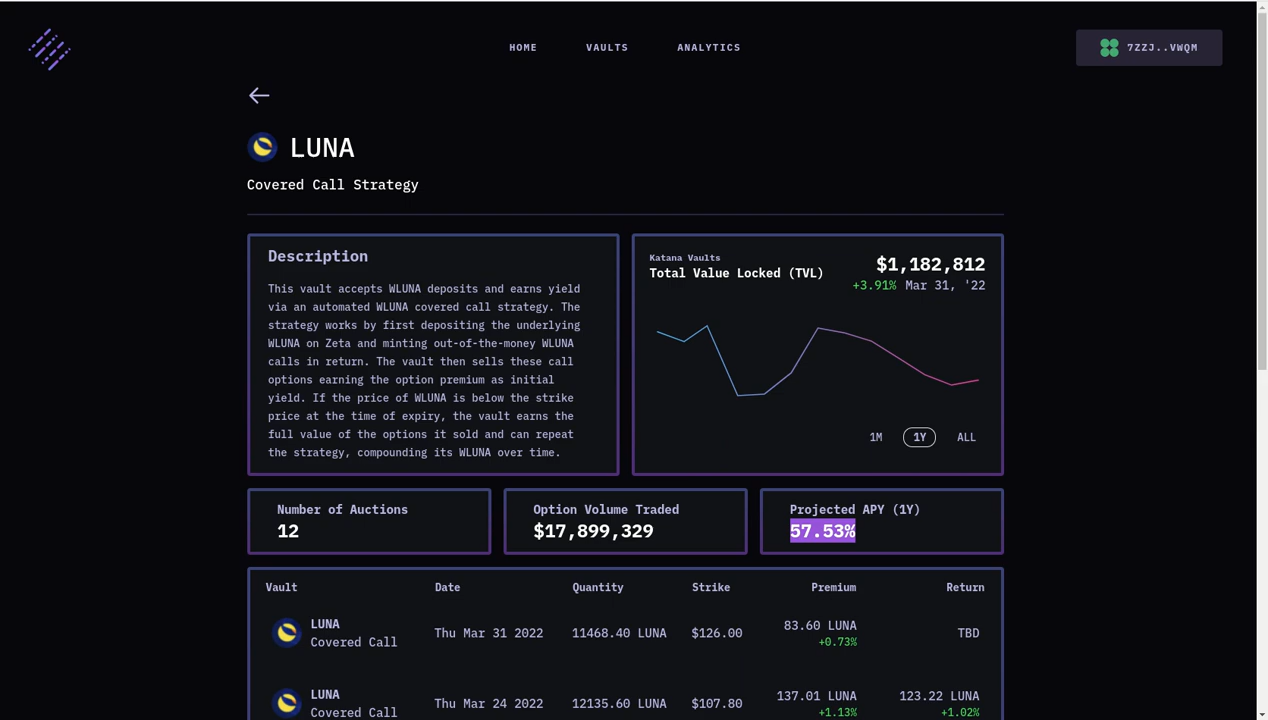 HOME VAULTS ANALYTICS 7ZZJ..VWQM
LUNA
Covered Call Strategy
Description
This vault accepts WLUNA deposits and earns yield
via an automated WLUNA covered call strategy. The
strategy works by first depositing the underlying
WLUNA on Zeta and minting out-of-the-money WLUNA
calls in return. The vault then sells these call
options earning the option premium as initial
yield. If the price of WLUNA is below the strike
price at the time of expiry, the vault earns the
full value of the options it sold and can repeat
the strategy, compounding its WLUNA over time.
Katana Vaults
Total Value Locked (TVL)
$1,182,812
+3.91% Mar 31, '22
1M 1Y ALL
Number of Auctions
12
Option Volume Traded
$17,899,329
Projected APY (1Y)
57.53%
Vault Date Quantity Strike Premium Return
LUNA
Covered Call
Thu Mar 31 2022 11468.40 LUNA $126.00
83.60 LUNA
+0.73%
TBD
LUNA
Covered Call
Thu Mar 24 2022 12135.60 LUNA $107.80
137.01 LUNA
+1.13%
123.22 LUNA
+1.02%